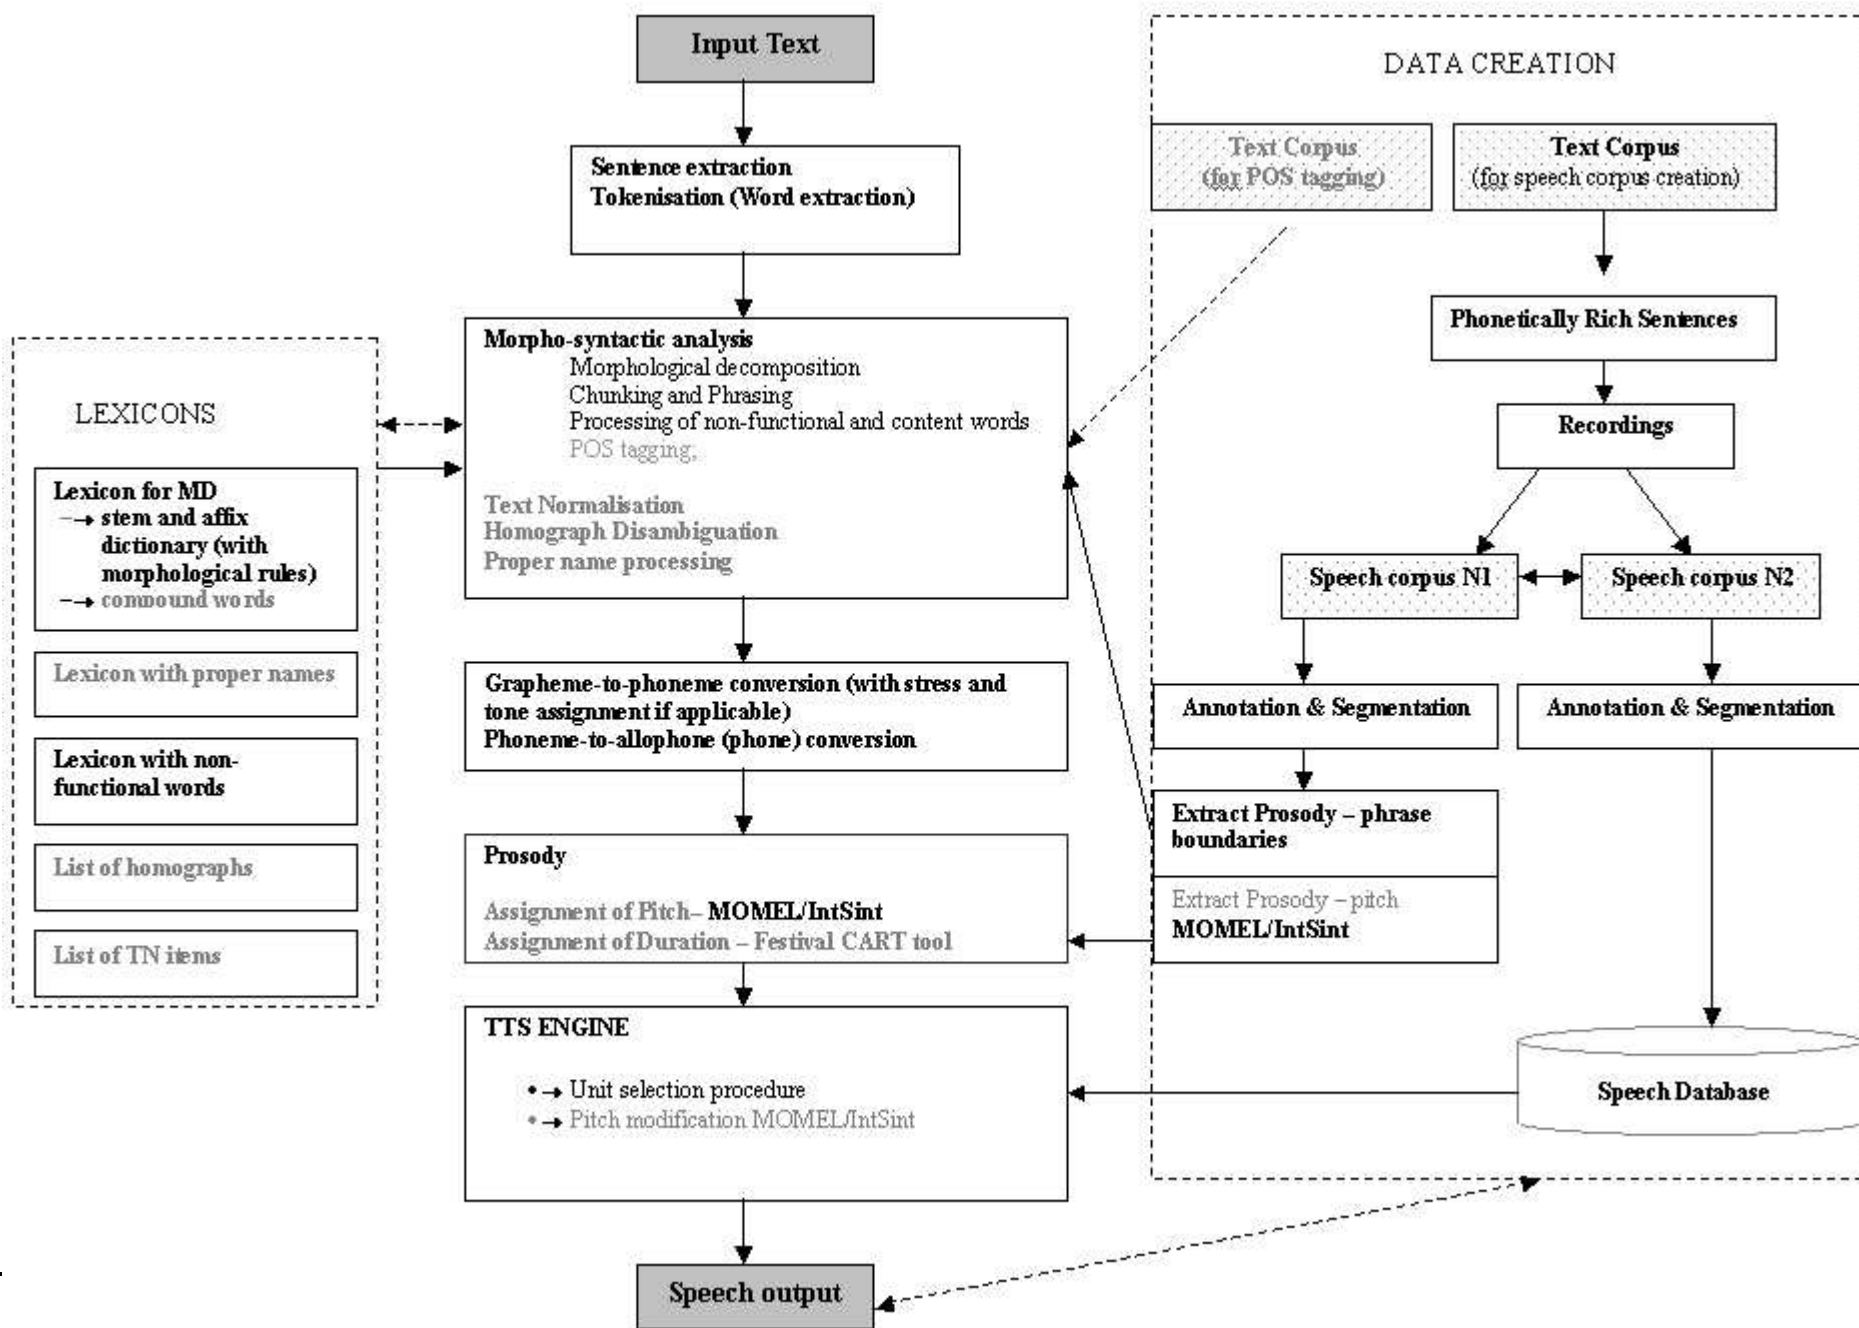 Input Text
Sentence extraction
Tokenisation (Word extraction)
Morpho-syntactic analysis
Morphological decomposition
Chunking and Phrasing
Processing of non-functional and content words
POS tagging;
Text Normalisation
Homograph Disambiguation
Proper name processing
Grapheme-to-phoneme conversion (with stress and
tone assignment if applicable)
Phoneme-to-allophone (phone) conversion
Prosody
Assignment of Pitch– MOMEL/IntSint
Assignment of Duration – Festival CART tool
TTS ENGINE
• → Unit selection procedure
• → Pitch modification MOMEL/IntSint
Speech output
LEXICONS
Lexicon for MD
–→ stem and affix
dictionary (with
morphological rules)
–→ compound words
Lexicon with proper names
Lexicon with non-
functional words
List of homographs
List of TN items
DATA CREATION
Text Corpus
(for POS tagging)
Text Corpus
(for speech corpus creation)
Phonetically Rich Sentences
Recordings
Speech corpus N1
Speech corpus N2
Annotation & Segmentation
Annotation & Segmentation
Extract Prosody – phrase
boundaries
Extract Prosody – pitch
MOMEL/IntSint
Speech Database